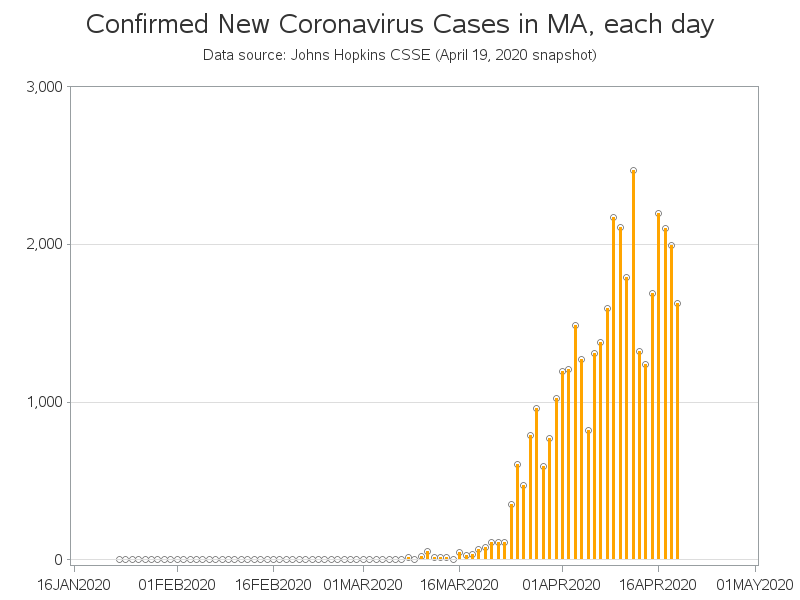 Confirmed New Coronavirus Cases in MA, each day
Data source: Johns Hopkins CSSE (April 19, 2020 snapshot)
3,000
2,000
1,000
0
16JAN2020 01FEB2020 16FEB2020 01MAR2020 16MAR2020 01APR2020 16APR2020 01MAY2020